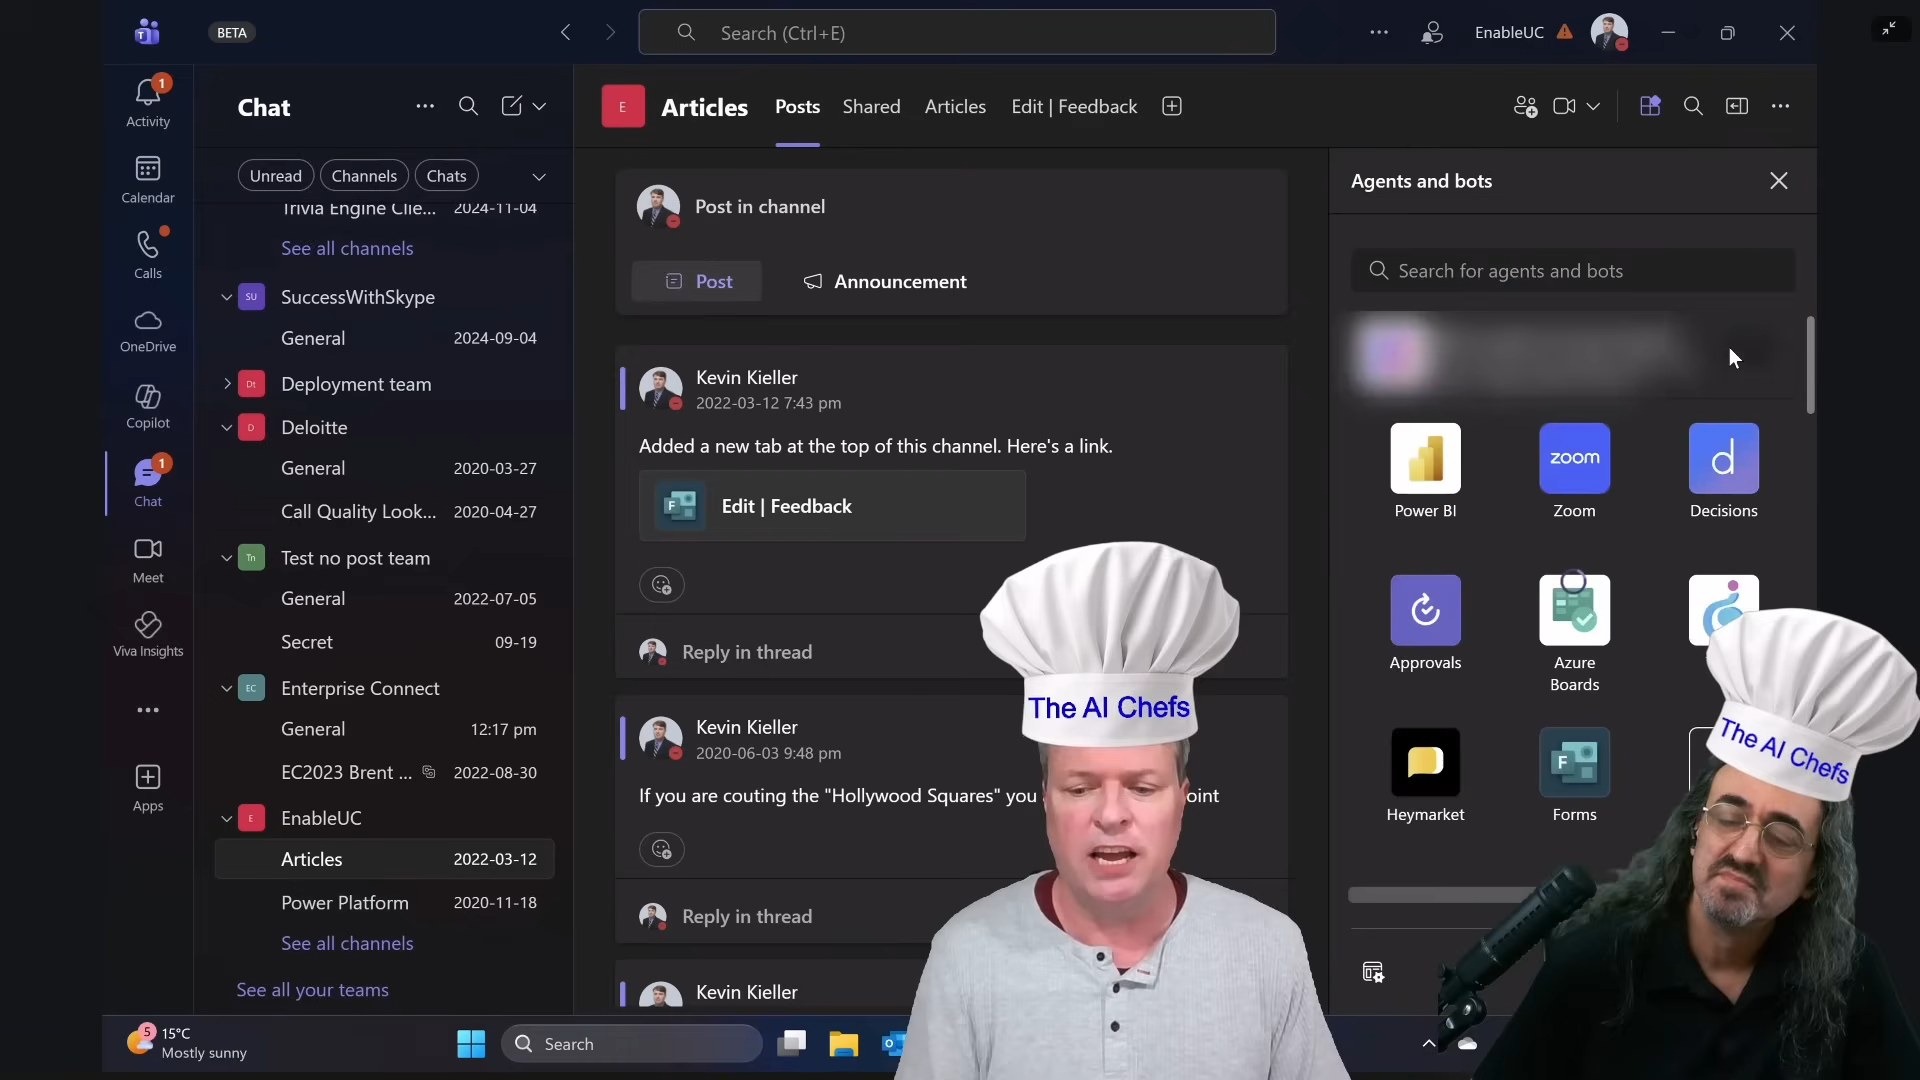 BETA
Search (Ctrl+E)
EnableUC
1
Activity
Calendar
Calls
OneDrive
Copilot
1
Chat
Meet
Viva Insights
Apps
Chat
Unread
Channels
Chats
Trivia Engine Clie... 2024-11-04
See all channels
SU SuccessWithSkype
General 2024-09-04
Dt Deployment team
D Deloitte
General 2020-03-27
Call Quality Look... 2020-04-27
Tn Test no post team
General 2022-07-05
Secret 09-19
EC Enterprise Connect
General 12:17 pm
EC2023 Brent ... 2022-08-30
E EnableUC
Articles 2022-03-12
Power Platform 2020-11-18
See all channels
See all your teams
E Articles Posts Shared Articles Edit | Feedback
Post in channel
Post
Announcement
Kevin Kieller
2022-03-12 7:43 pm
Added a new tab at the top of this channel. Here's a link.
F Edit | Feedback
Reply in thread
Kevin Kieller
2020-06-03 9:48 pm
If you are couting the "Hollywood Squares" you
oint
Reply in thread
Kevin Kieller
Agents and bots
Search for agents and bots
Power BI
zoom
Zoom
d
Decisions
Approvals
Azure
Boards
Heymarket
F
Forms
The AI Chefs
The AI Chefs
5
15°C
Mostly sunny
Search